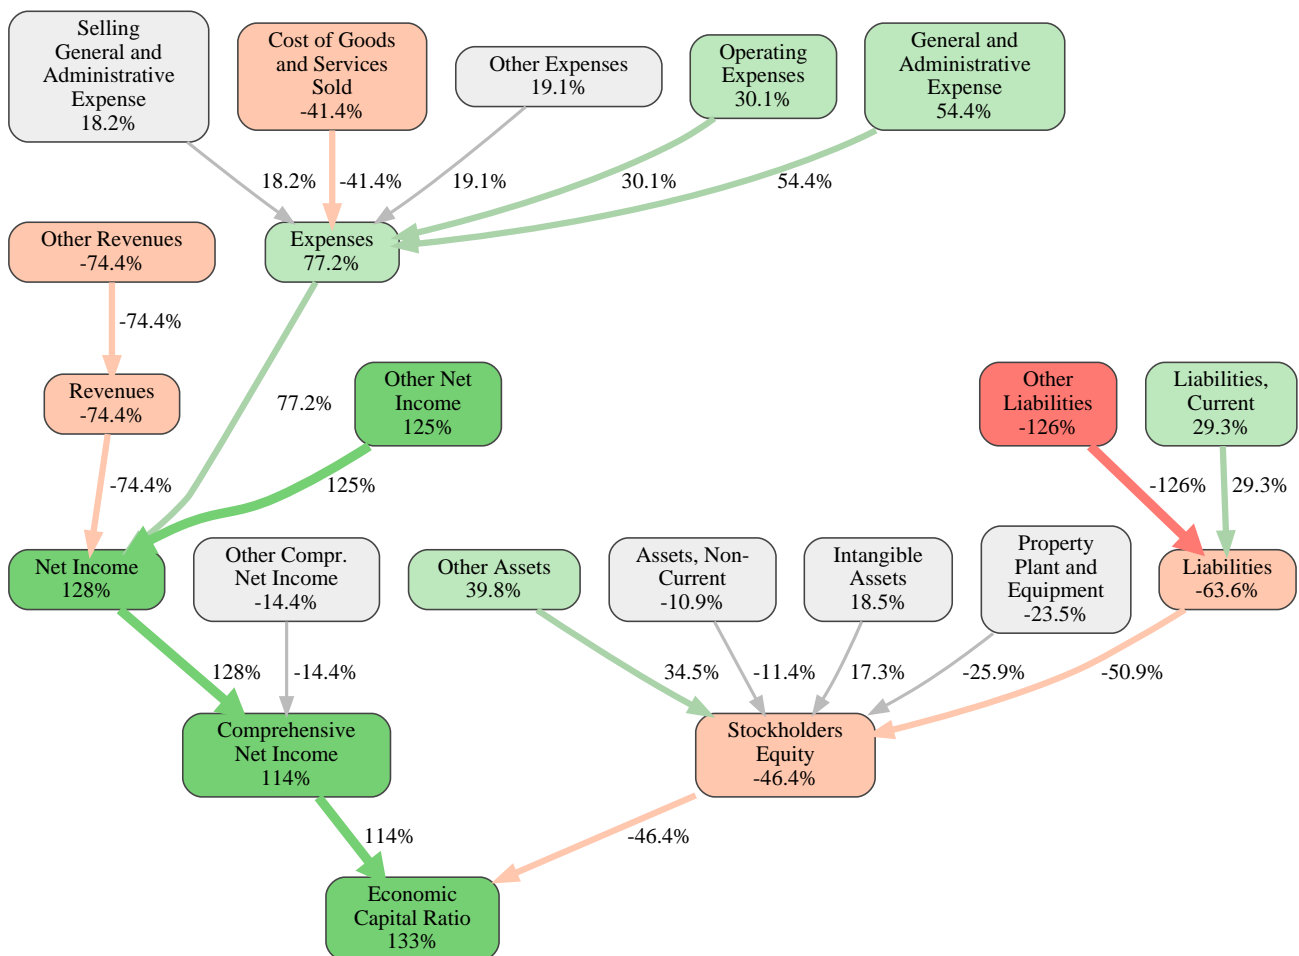 Selling
General and
Administrative
Expense
18.2%
Cost of Goods
and Services
Sold
-41.4%
Other Expenses
19.1%
Operating
Expenses
30.1%
General and
Administrative
Expense
54.4%
18.2%
-41.4%
19.1%
30.1%
54.4%
Other Revenues
-74.4%
Expenses
77.2%
-74.4%
Revenues
-74.4%
77.2%
Other Net
Income
125%
Other
Liabilities
-126%
Liabilities,
Current
29.3%
-74.4%
125%
-126%
29.3%
Net Income
128%
Other Compr.
Net Income
-14.4%
Other Assets
39.8%
Assets, Non-
Current
-10.9%
Intangible
Assets
18.5%
Property
Plant and
Equipment
-23.5%
Liabilities
-63.6%
128%
-14.4%
34.5%
-11.4%
17.3%
-25.9%
-50.9%
Comprehensive
Net Income
114%
Stockholders
Equity
-46.4%
114%
-46.4%
Economic
Capital Ratio
133%